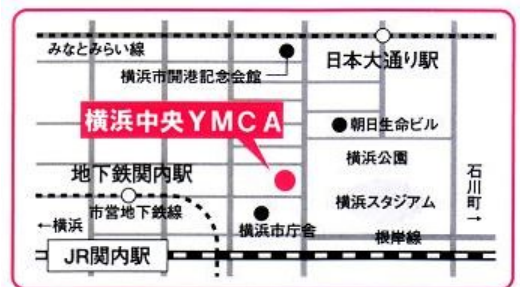 みなとみらい線
日本大通り駅
横浜市開港記念会館
横浜中央YMCA
朝日生命ビル
横浜公園
地下鉄関内駅
石川町→
市営地下鉄線
横浜スタジアム
←横浜
横浜市庁舎
根岸線
JR関内駅